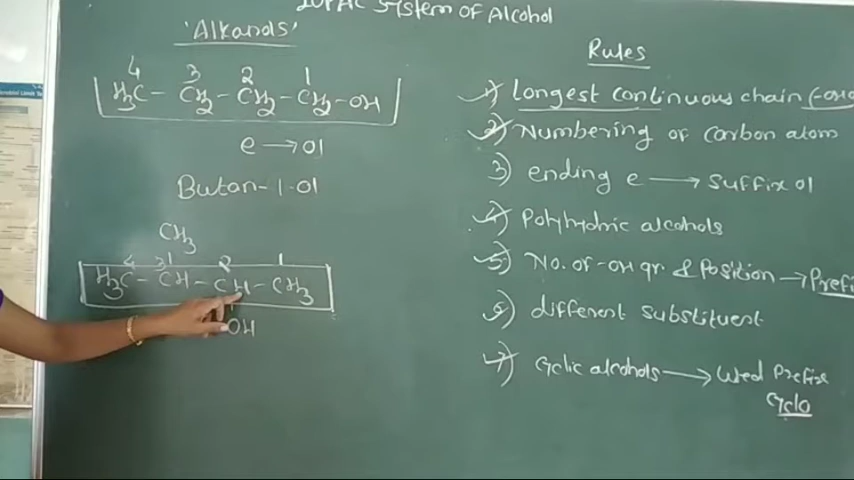 IUPAC System OF Alcohol
'Alkanols'
4 3 2 1
H3C - CH2 - CH2 - CH2 - OH
e → ol
Butan-1-ol
CH3
4 3 2 1
H3C - CH - CH - CH3
OH
Rules
1) Longest continuous chain
2) Numbering of carbon atom
3) ending e → suffix ol
4) Polyhydric alcohols
5) No. of -OH gr. & Position → Prefix
6) different substituent
7) cyclic alcohols → Used Prefix
cyclo